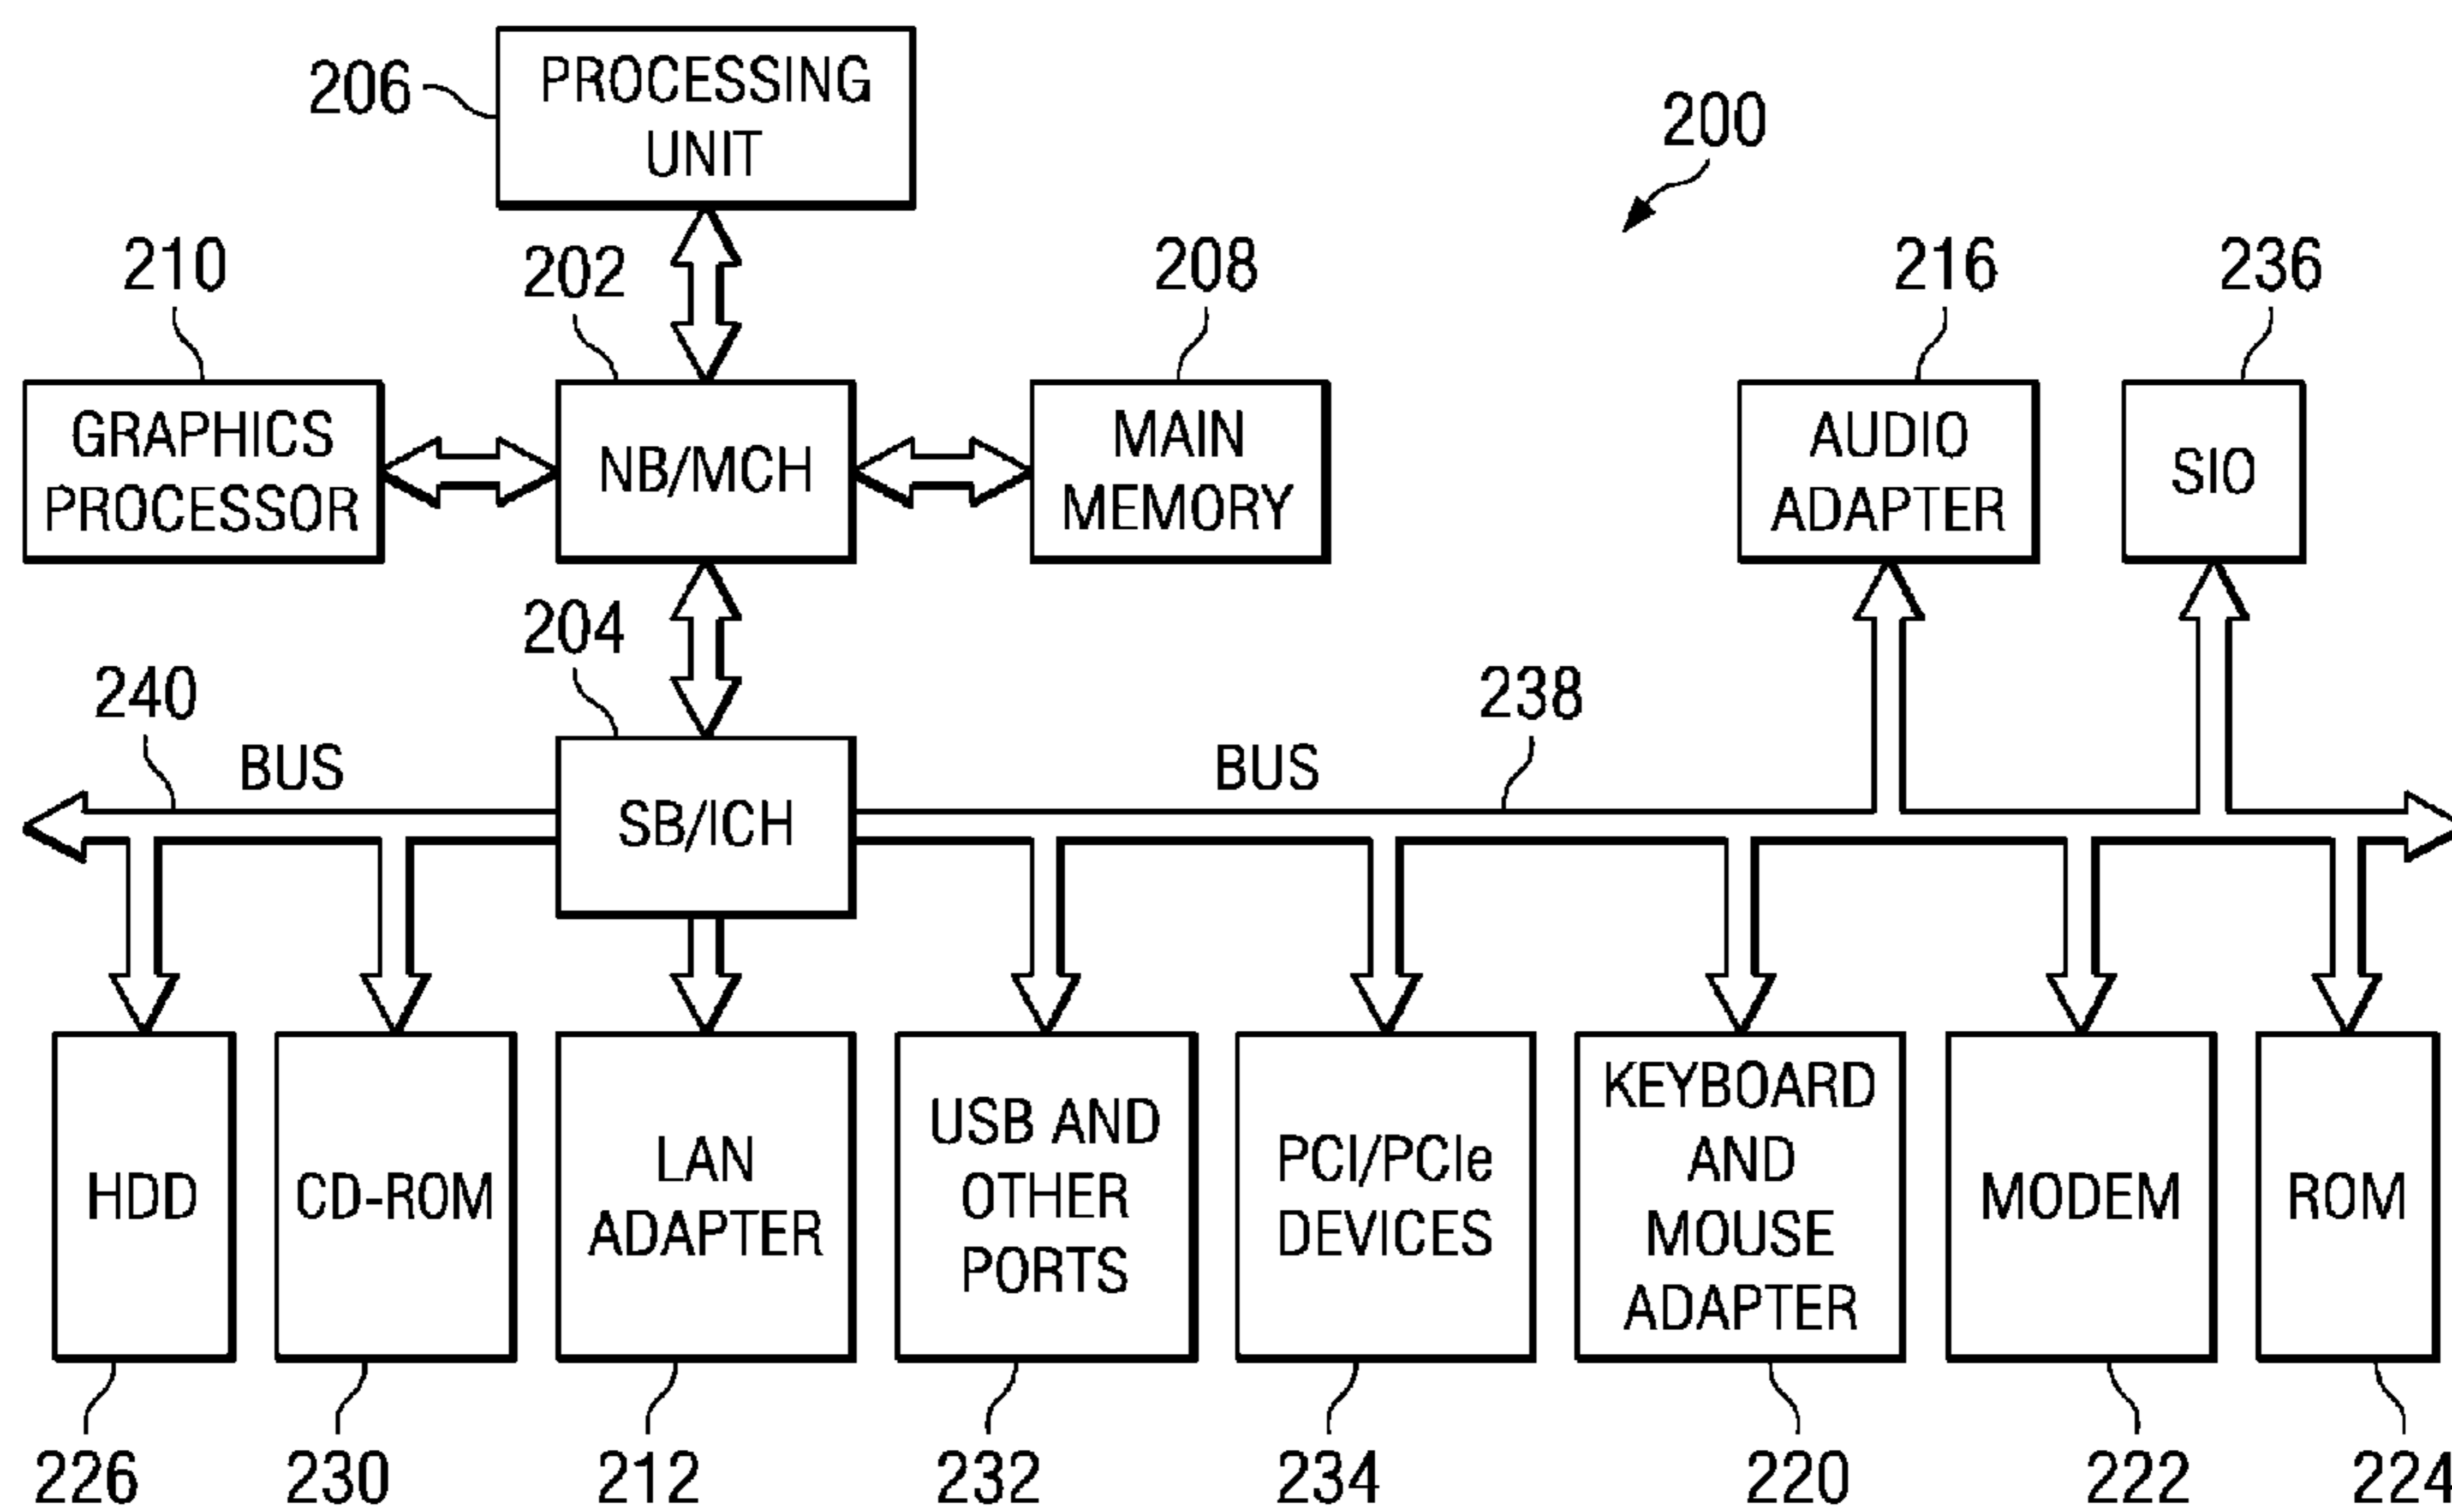 206
PROCESSING
UNIT
200
210
202
208
216
236
GRAPHICS
PROCESSOR
NB/MCH
MAIN
MEMORY
AUDIO
ADAPTER
SIO
204
240
BUS
238
BUS
SB/ICH
HDD
CD-ROM
LAN
ADAPTER
USB AND
OTHER
PORTS
PCI/PCIe
DEVICES
KEYBOARD
AND
MOUSE
ADAPTER
MODEM
ROM
226
230
212
232
234
220
222
224